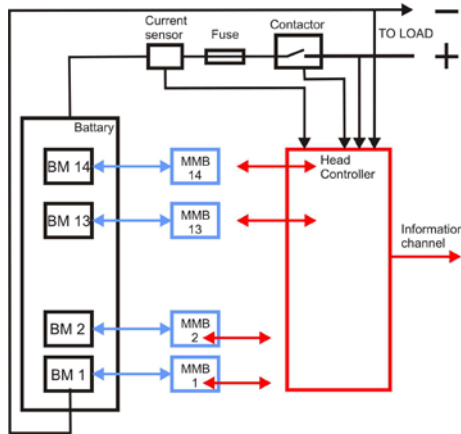 Current
sensor
Fuse
Contactor
−
TO LOAD
+
Battary
BM 14
MMB
14
Head
Controller
BM 13
MMB
13
Information
channel
BM 2
MMB
2
BM 1
MMB
1